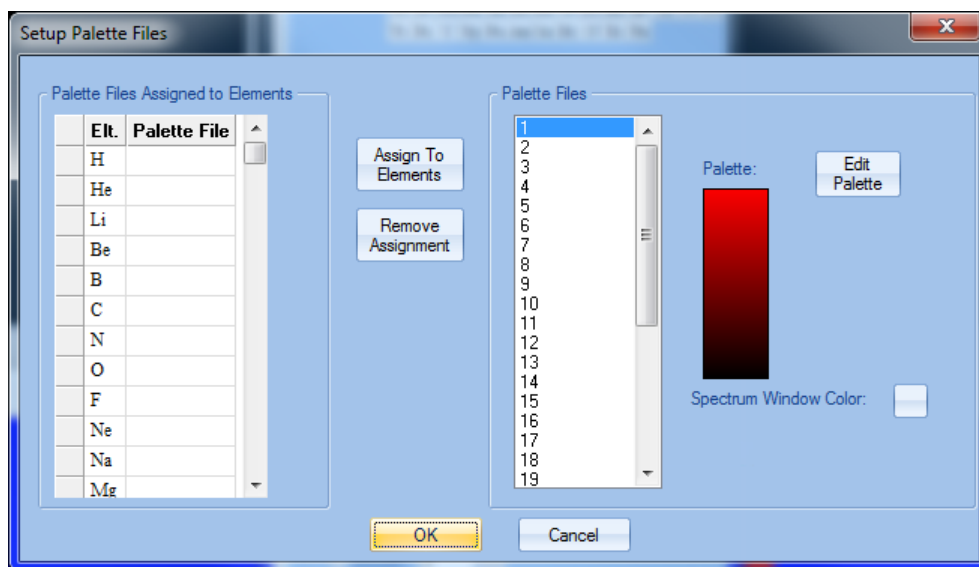 Setup Palette Files
Palette Files Assigned to Elements
Elt. Palette File
H
He
Li
Be
B
C
N
O
F
Ne
Na
Mg
Assign To
Elements
Remove
Assignment
Palette Files
1
2
3
4
5
6
7
8
9
10
11
12
13
14
15
16
17
18
19
Palette:
Edit
Palette
Spectrum Window Color:
OK
Cancel